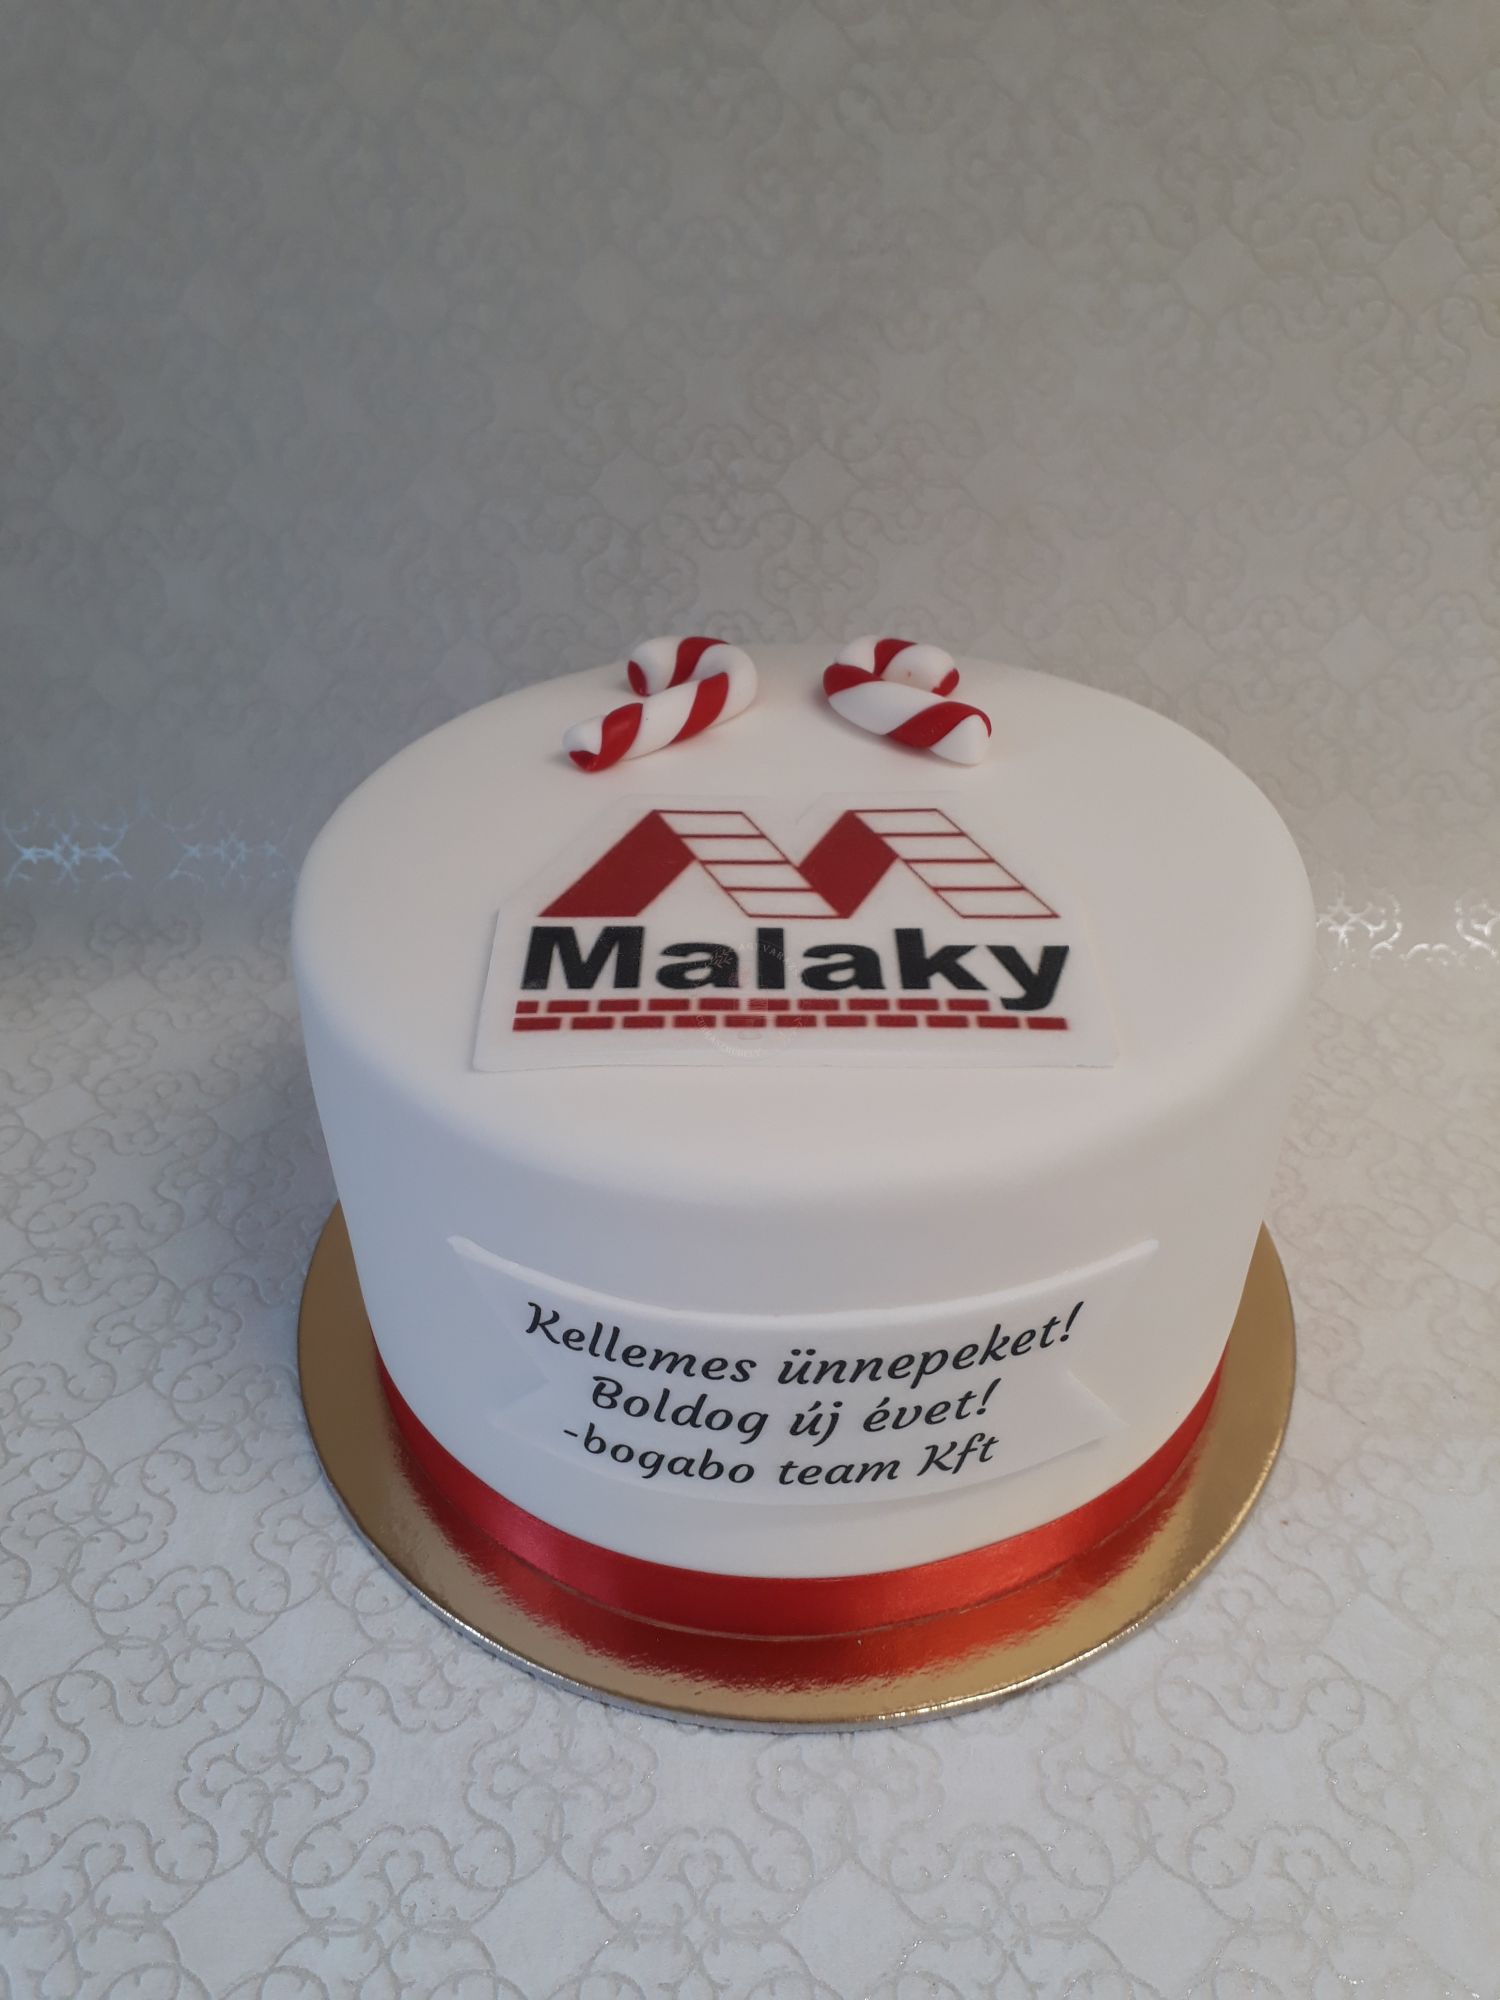 Malaky
Kellemes ünnepeket!
Boldog új évet!
-bogabo team Kft